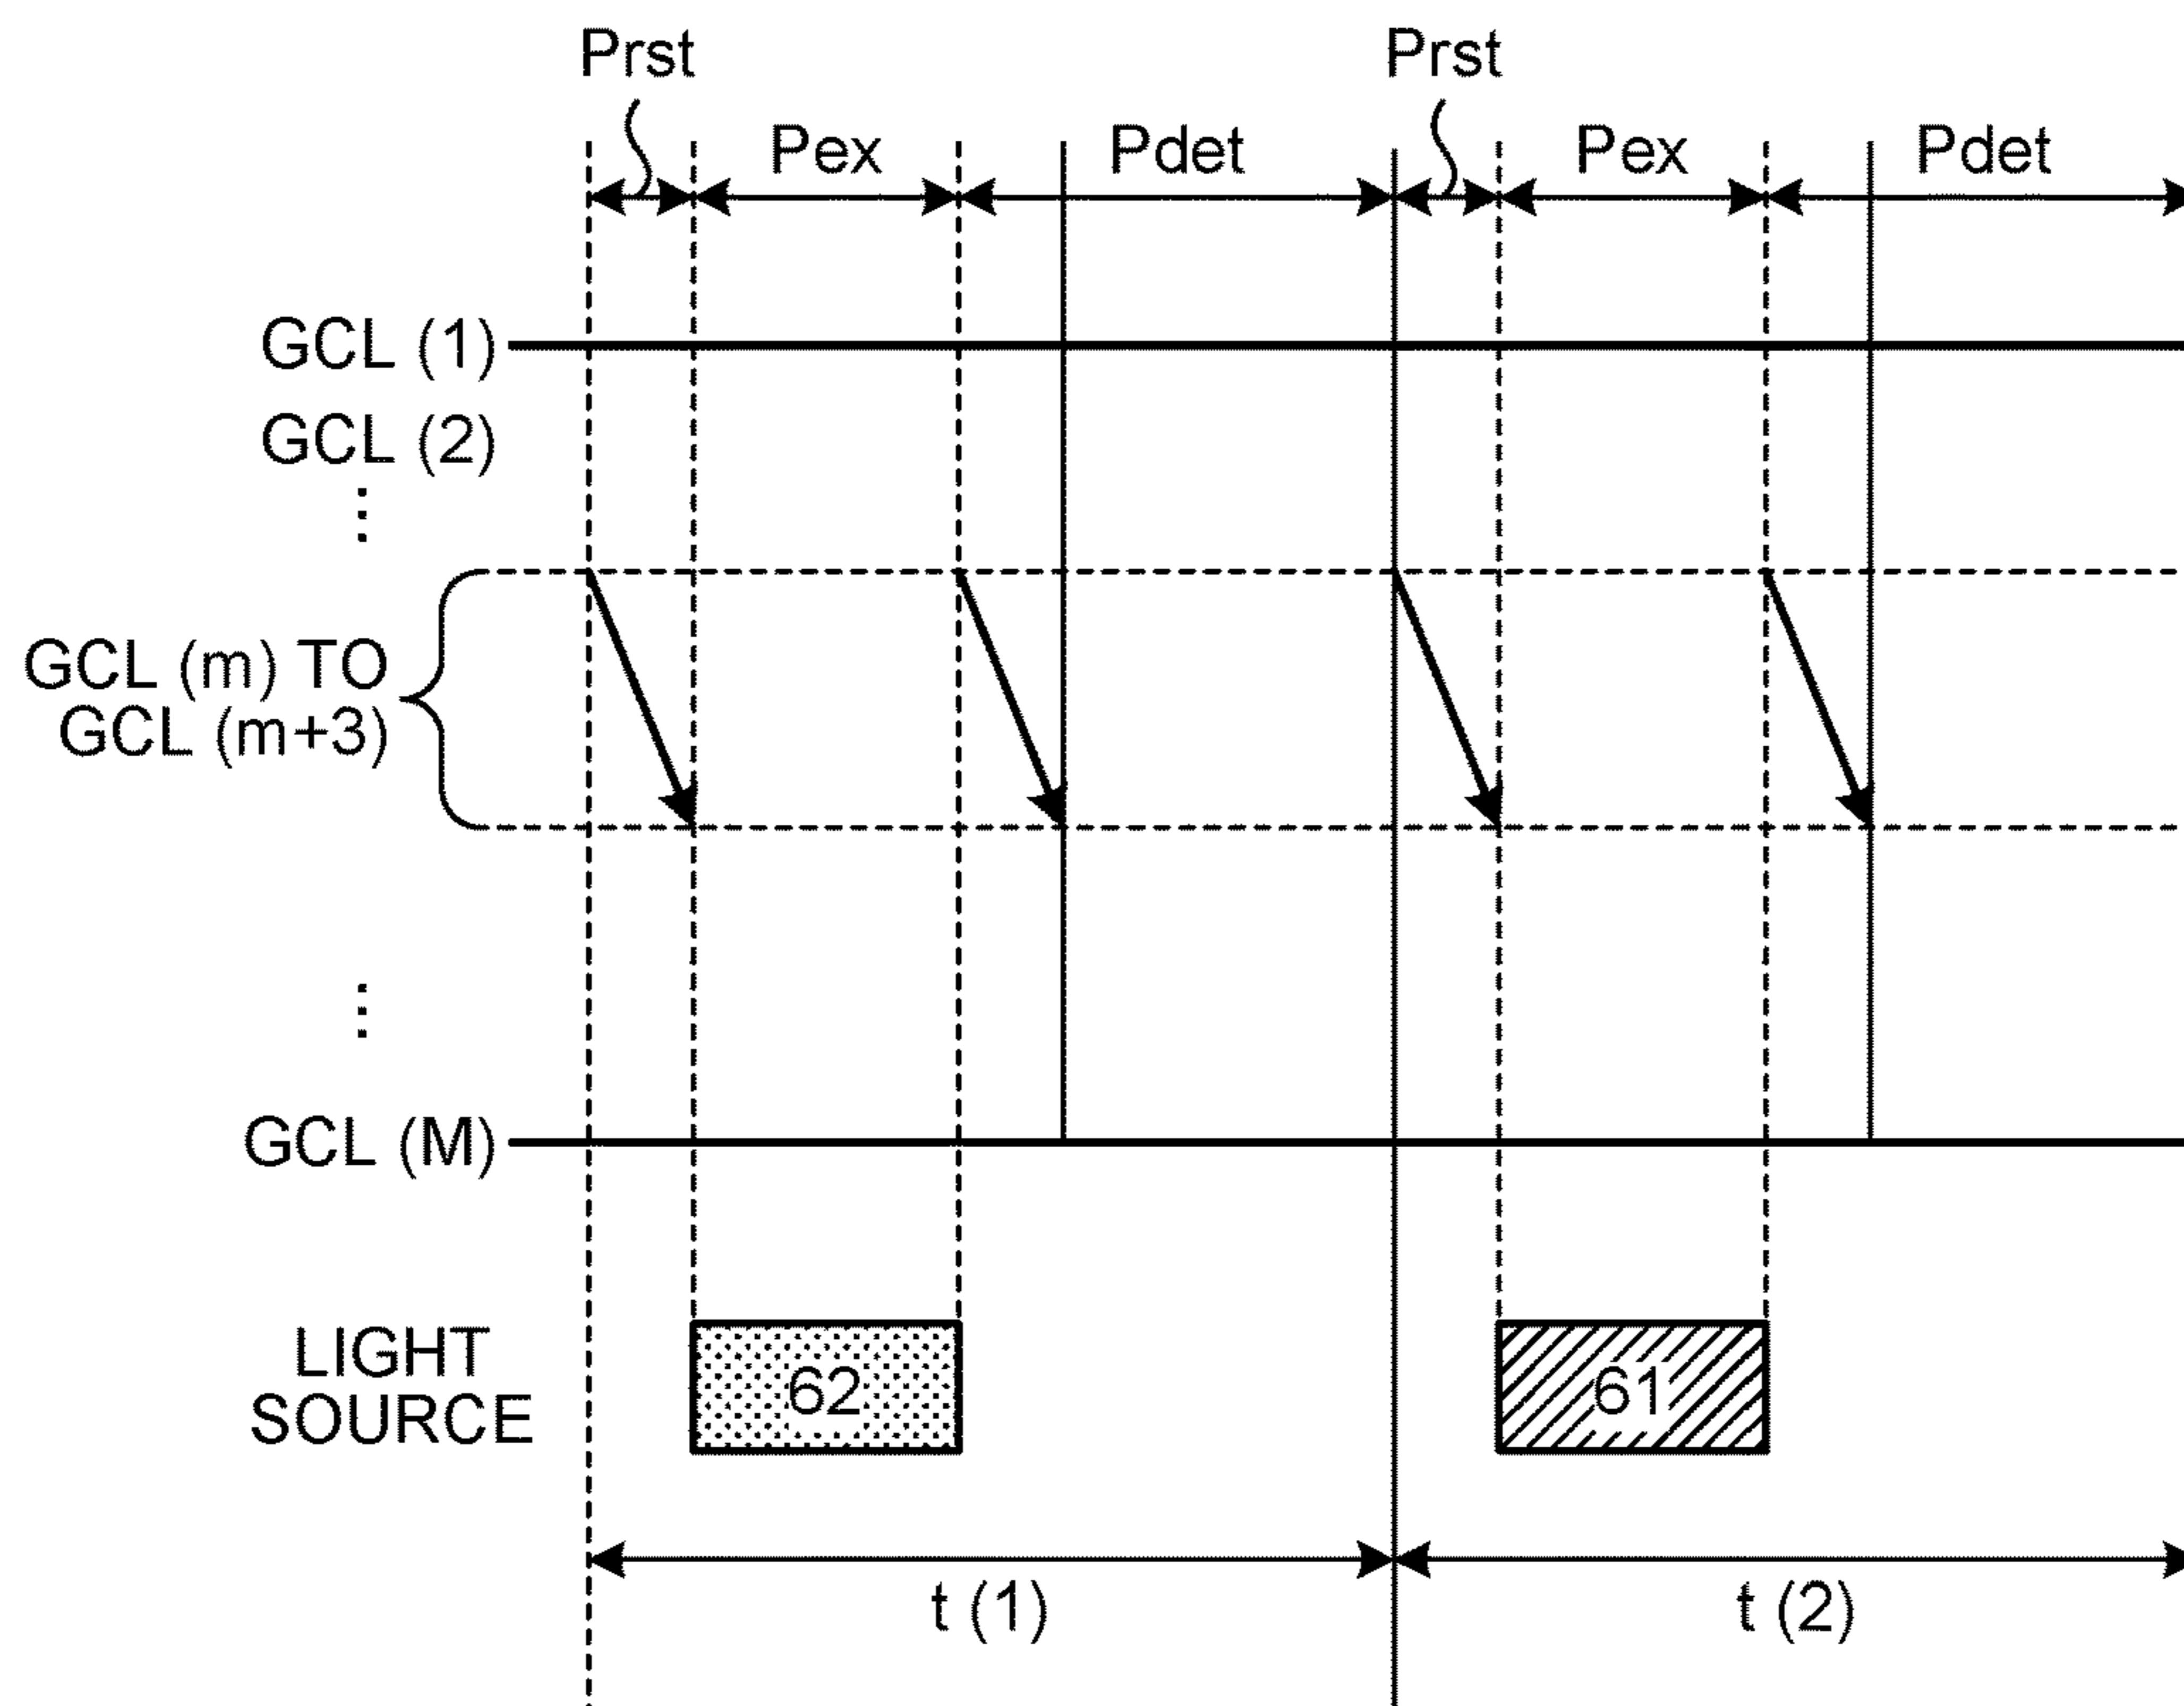 Prst Prst
Pex Pdet Pex Pdet
GCL (1)
GCL (2)
⋮
GCL (m) TO
GCL (m+3)
⋮
GCL (M)
LIGHT
SOURCE
62 61
t (1) t (2)